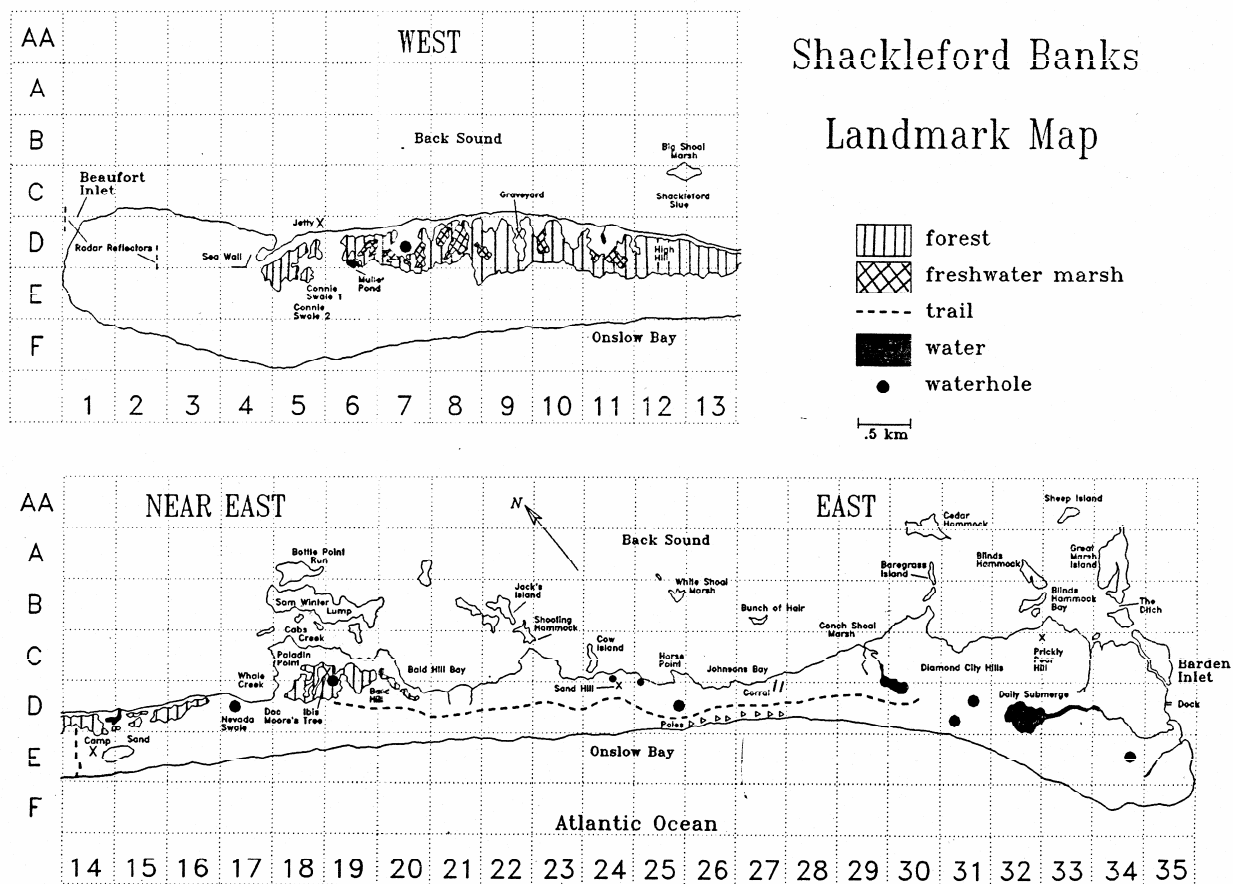 Shackleford Banks
Landmark Map
WEST
AA
A
B
C
D
E
F
1 2 3 4 5 6 7 8 9 10 11 12 13
Back Sound
Big Shoal
Marsh
Shackleford
Slue
Beaufort
Inlet
Radar Reflectors
Sea Wall
Jetty X
Graveyard
High
Hill
Pond
Connie
Swale 1
Connie
Swale 2
Onslow Bay
forest
freshwater marsh
trail
water
waterhole
.5 km
NEAR EAST
EAST
N
AA
A
B
C
D
E
F
14 15 16 17 18 19 20 21 22 23 24 25 26 27 28 29 30 31 32 33 34 35
Back Sound
Sheep Island
Cedar
Hammock
Bottle Point
Run
Sam Winter
Lump
Cabs
Creek
Paladin
Point
Whale
Creek
Nevada
Swale
Doc
Moore's
Ibis
Tree
Bald
Hill
Bald Hill Bay
Jack's
Island
Shooting
Hammock
Cow
Island
Sand Hill
X
White Shoal
Marsh
Horse
Point
Johnsons Bay
Bunch of Hair
Corral
Poles
Conch Shoal
Marsh
Baregrass
Island
Blinds
Hammock
Blinds
Hammock
Bay
Great
Marsh
Island
The
Ditch
X
Prickly
Pear
Hill
Diamond City Hills
Daily Submerge
Barden
Inlet
Dock
Camp
X
Sand
Onslow Bay
Atlantic Ocean